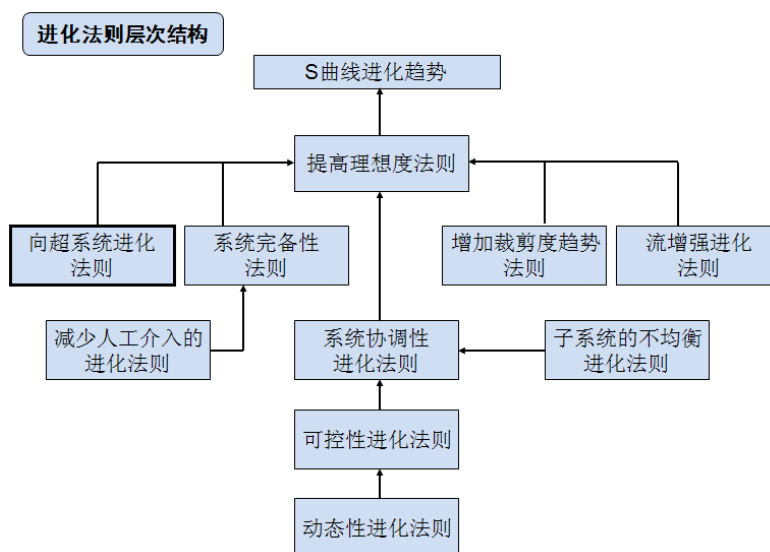 进化法则层次结构
S曲线进化趋势
提高理想度法则
向超系统进化
法则
系统完备性
法则
增加裁剪度趋势
法则
流增强进化
法则
减少人工介入的
进化法则
系统协调性
进化法则
子系统的不均衡
进化法则
可控性进化法则
动态性进化法则